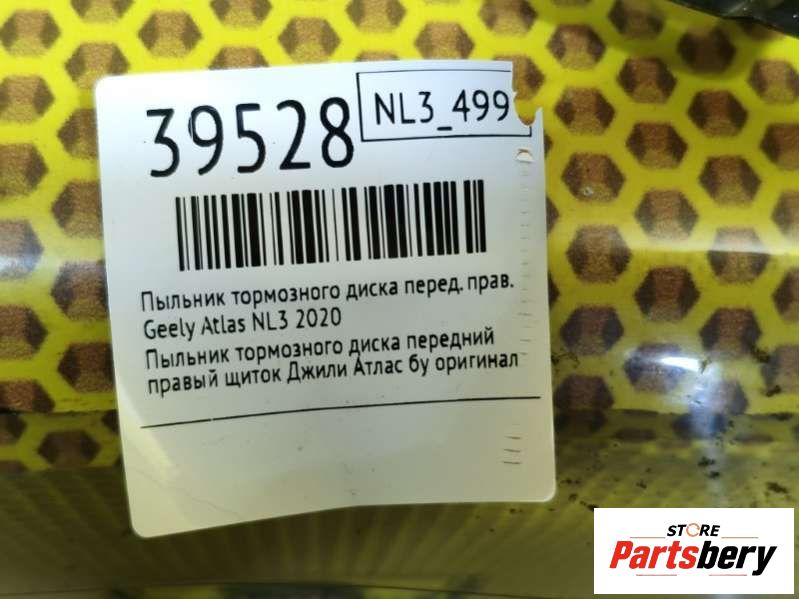 39528
NL3_499
Пыльник тормозного диска перед. прав.
Geely Atlas NL3 2020
Пыльник тормозного диска передний
правый щиток Джили Атлас бу оригинал
STORE
Partsbery